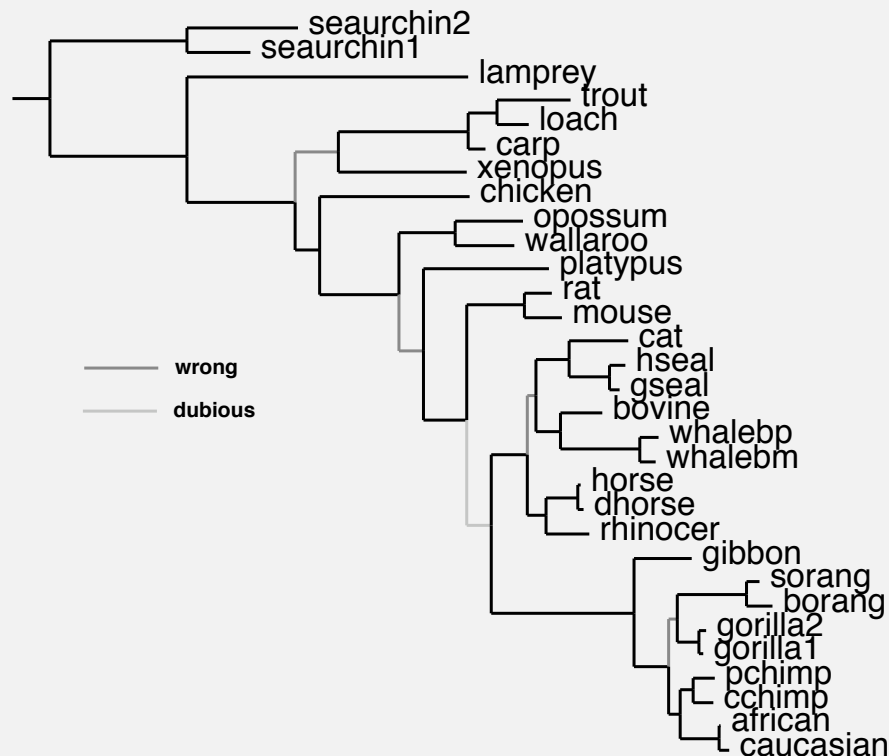 seaurchin2
seaurchin1
lamprey
trout
loach
carp
xenopus
chicken
opossum
wallaroo
platypus
rat
mouse
cat
hseal
wrong
gseal
bovine
dubious
whalebp
whalebm
horse
dhorse
rhinocer
gibbon
sorang
borang
gorilla2
gorilla1
pchimp
cchimp
african
caucasian